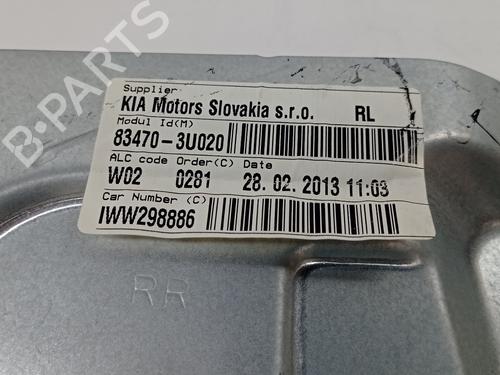 Supplier
KIA Motors Slovakia s.r.o. RL
Modul Id(M)
83470-3U020
ALC code Order(C) Date
W02 0281 28.02.2013 11:03
Car Number (C)
IWW298886
RR
B-PARTS